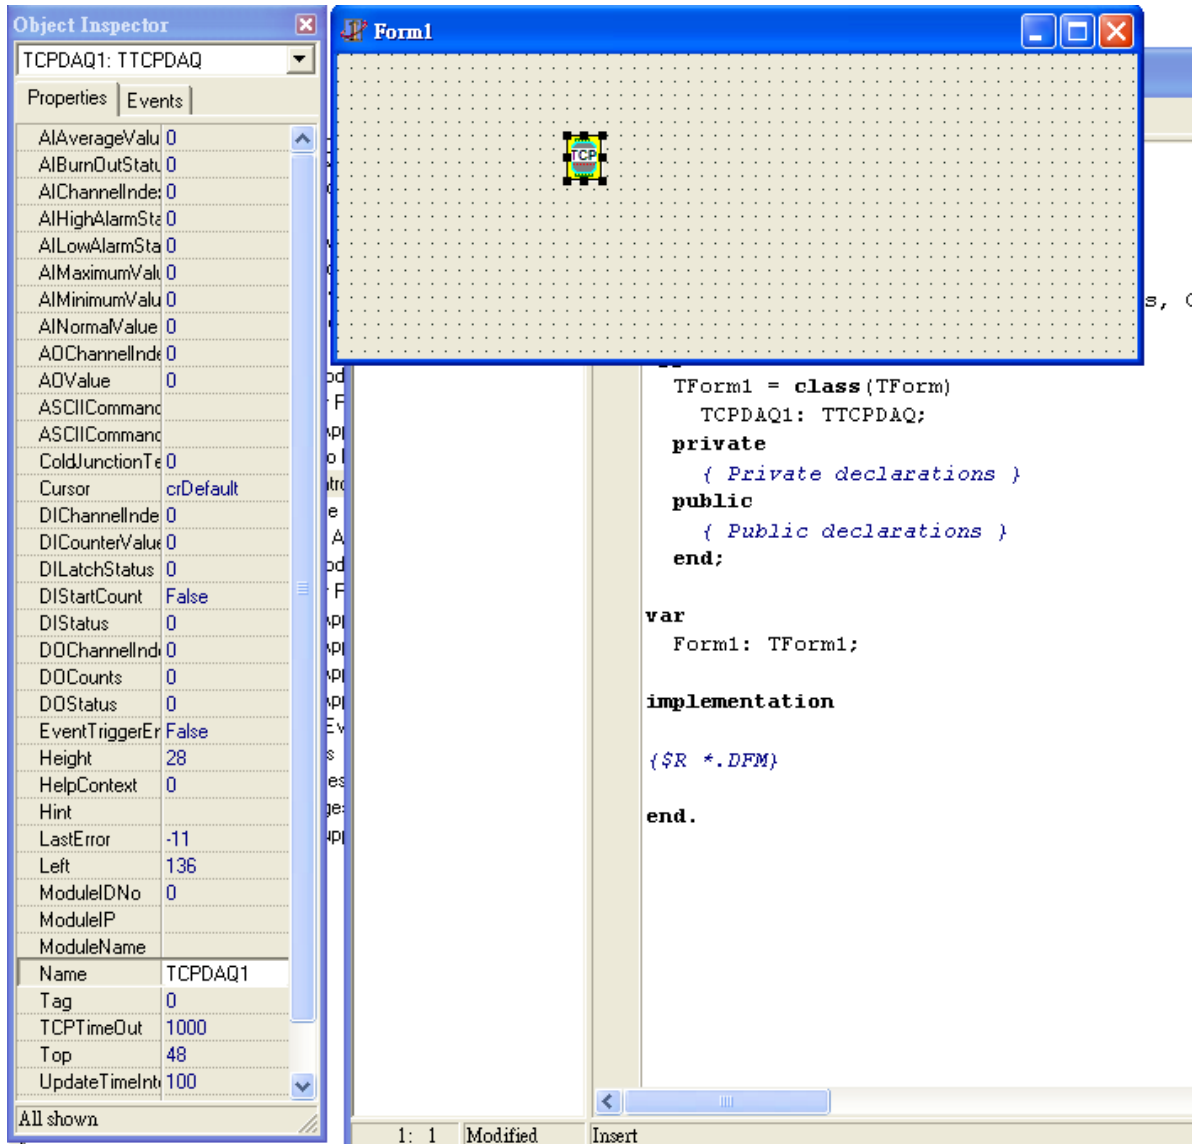 Object Inspector
TCPDAQ1: TTCPDAQ
Properties
Events
AIAverageValu 0
AIBurnOutStatu 0
AIChannelInde 0
AIHighAlarmSta 0
AILowAlarmSta 0
AIMaximumValu 0
AIMinimumValu 0
AINormalValue 0
AOChannelInde 0
AOValue 0
ASCIICommand
ASCIICommand
ColdJunctionTe 0
Cursor crDefault
DIChannelInde 0
DICounterValue 0
DILatchStatus 0
DIStartCount False
DIStatus 0
DOChannelInde 0
DOCounts 0
DOStatus 0
EventTriggerEr False
Height 28
HelpContext 0
Hint
LastError -11
Left 136
ModuleIDNo 0
ModuleIP
ModuleName
Name TCPDAQ1
Tag 0
TCPTimeOut 1000
Top 48
UpdateTimeInt 100
All shown
Form1
TCP
s,
TForm1 = class(TForm)
TCPDAQ1: TTCPDAQ;
private
{ Private declarations }
public
{ Public declarations }
end;
var
Form1: TForm1;
implementation
{$R *.DFM}
end.
1: 1 Modified Insert